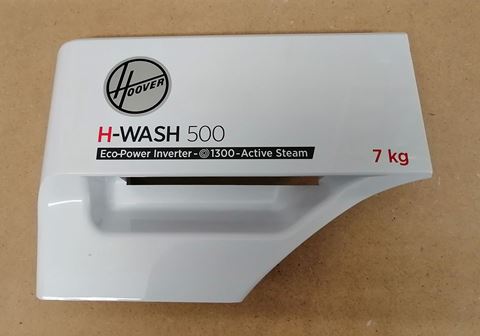 HOOVER
H-WASH 500
Eco-Power Inverter-1300-Active Steam
7 kg